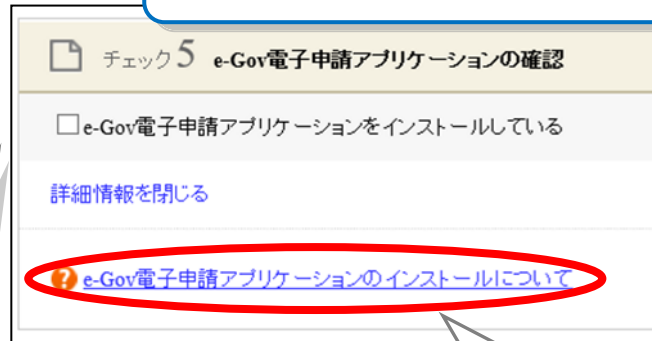 チェック5 e-Gov電子申請アプリケーションの確認
e-Gov電子申請アプリケーションをインストールしている
詳細情報を閉じる
e-Gov電子申請アプリケーションのインストールについて